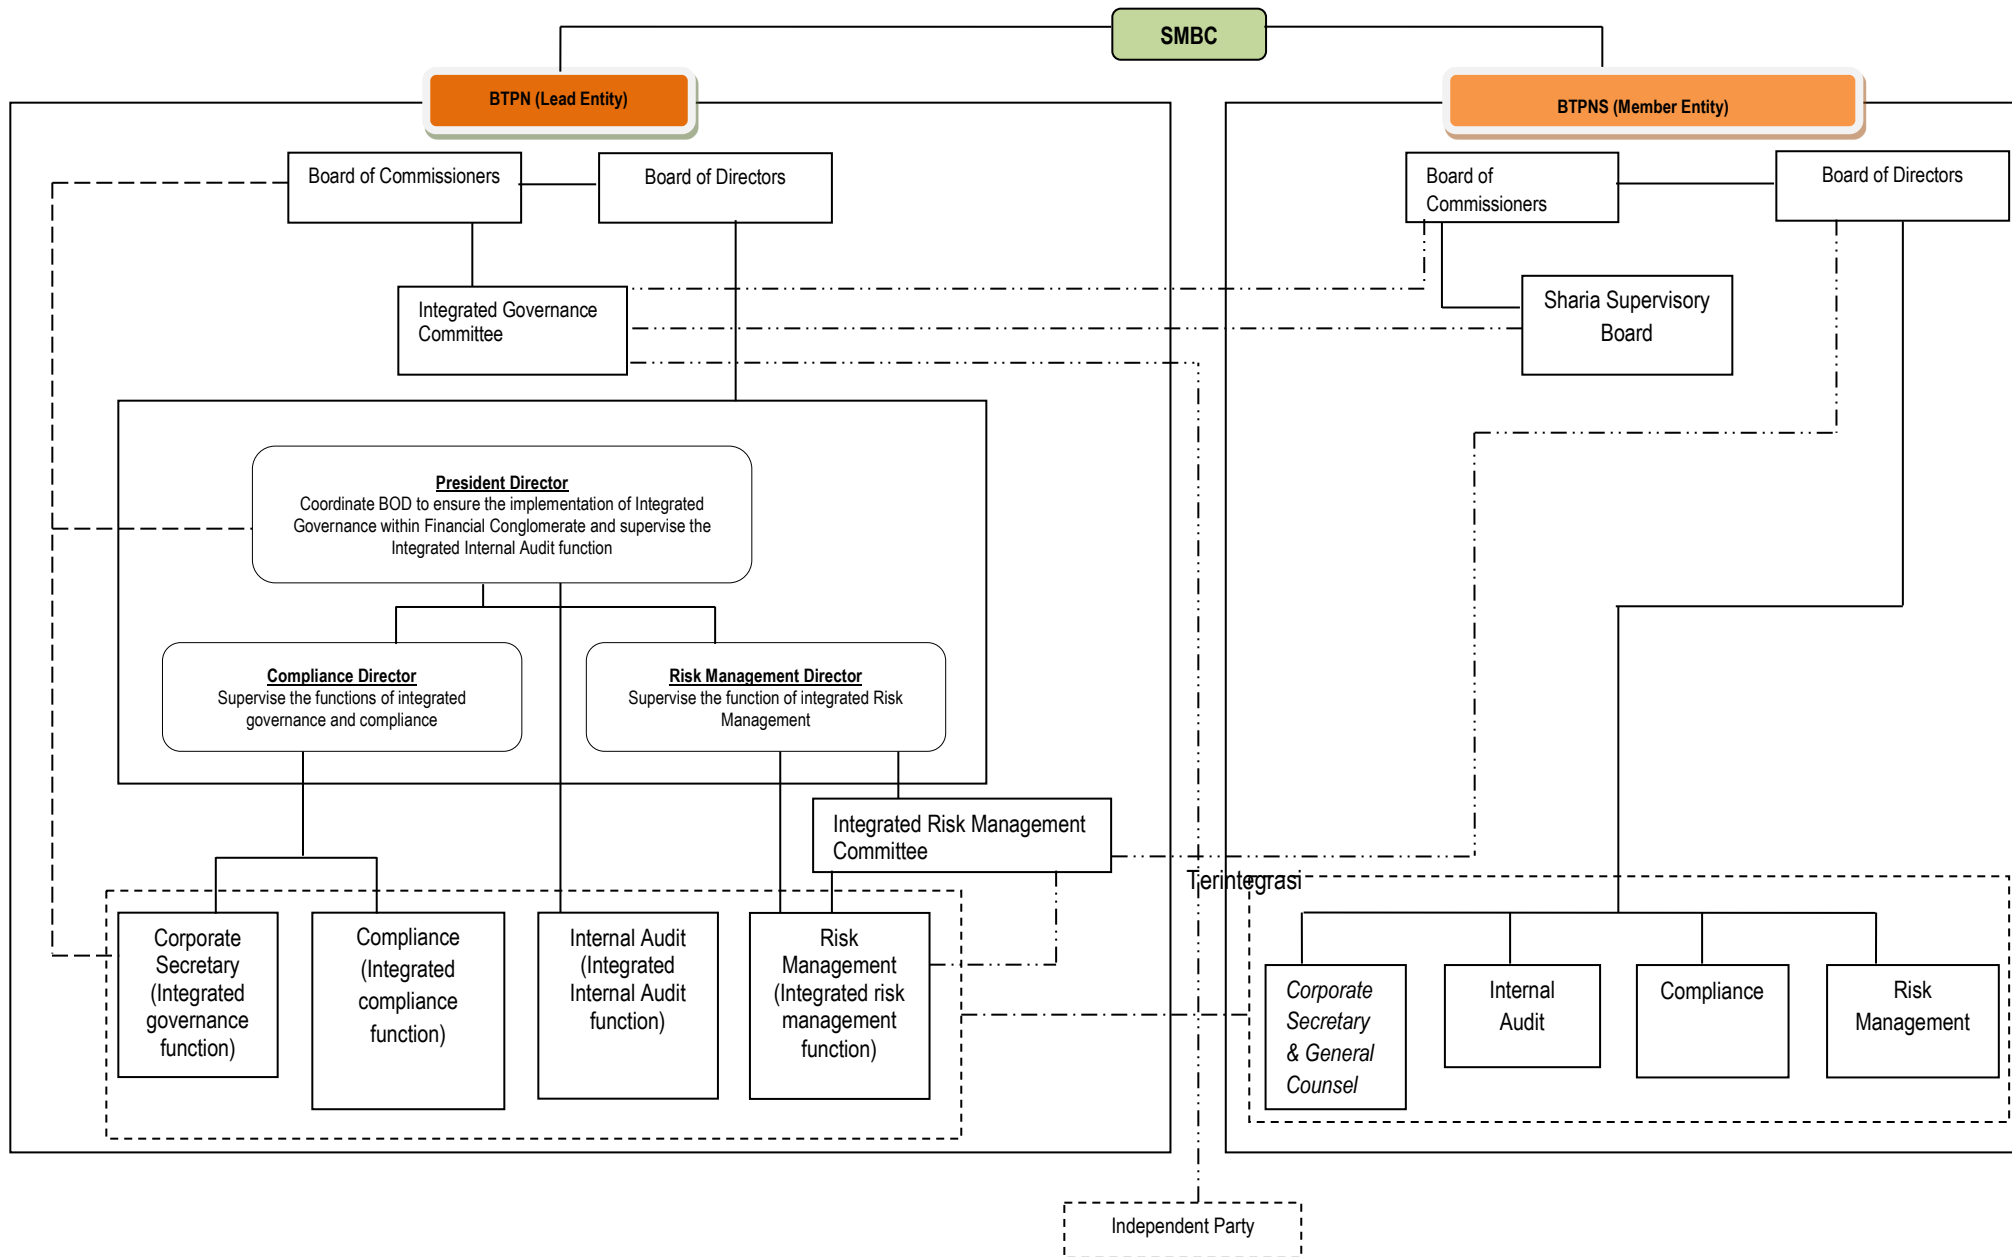 SMBC
BTPN (Lead Entity)
BTPNS (Member Entity)
Board of Commissioners
Board of Directors
Board of
Commissioners
Board of Directors
Integrated Governance
Committee
Sharia Supervisory
Board
President Director
Coordinate BOD to ensure the implementation of Integrated
Governance within Financial Conglomerate and supervise the
Integrated Internal Audit function
Compliance Director
Supervise the functions of integrated
governance and compliance
Risk Management Director
Supervise the function of integrated Risk
Management
Integrated Risk Management
Committee
Terintegrasi
Corporate
Secretary
(Integrated
governance
function)
Compliance
(Integrated
compliance
function)
Internal Audit
(Integrated
Internal Audit
function)
Risk
Management
(Integrated risk
management
function)
Corporate
Secretary
& General
Counsel
Internal
Audit
Compliance
Risk
Management
Independent Party